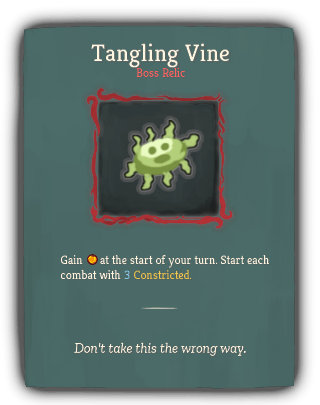 Tangling Vine
Boss Relic
Gain at the start of your turn. Start each
combat with 3 Constricted.
Don't take this the wrong way.